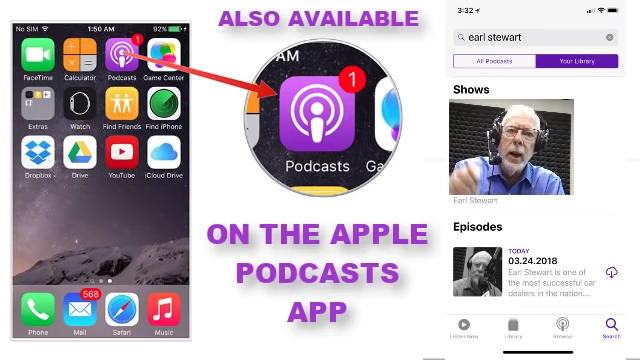 No SIM
1:50 AM
92%
FaceTime
Calculator
1
Podcasts
Game Center
Extras
Watch
Find Friends
Find iPhone
Dropbox
Drive
YouTube
iCloud Drive
568
Phone
Mail
Safari
Music
ALSO AVAILABLE
AM
1
Podcasts
Ga
ON THE APPLE
PODCASTS
APP
3:32
earl stewart
All Podcasts
Your Library
Shows
Earl Stewart
Episodes
TODAY
03.24.2018
Earl Stewart is one of
the most successful car
dealers in the nation....
Listen Now
Library
Browse
Search